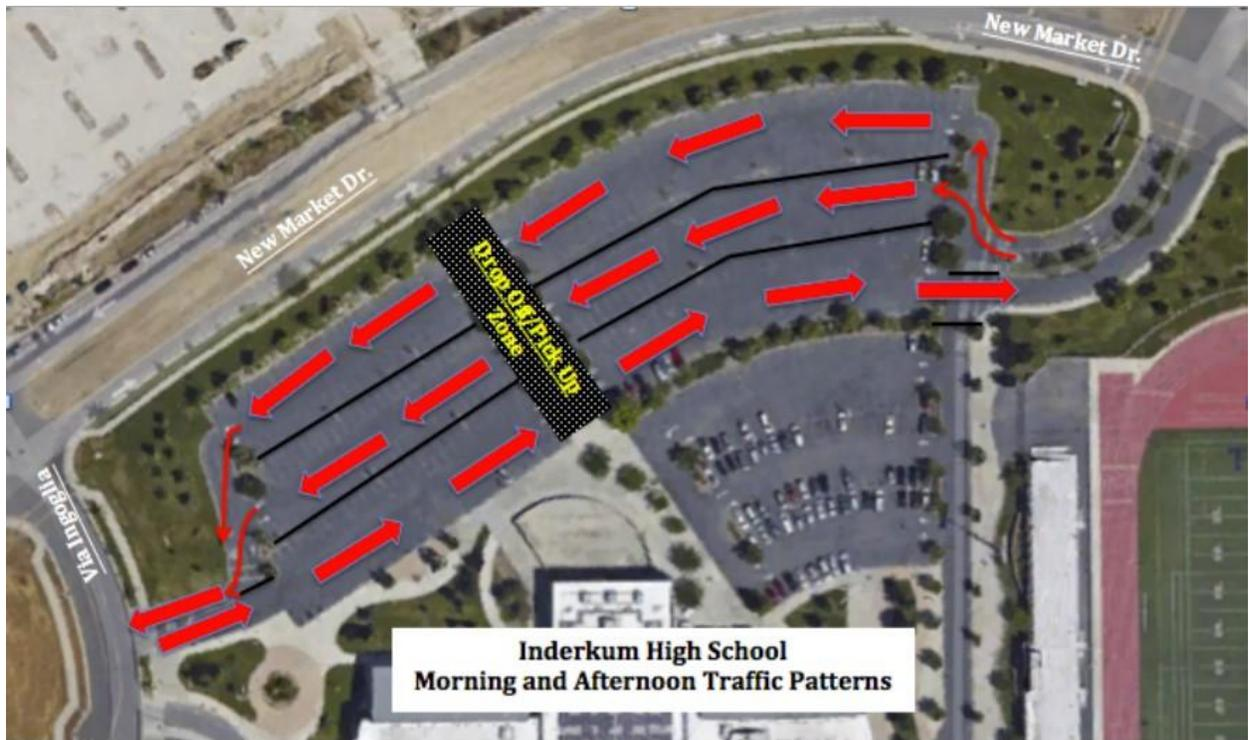 New Market Dr.
New Market Dr.
Drop Off/Pick Up
Zone
Via Ingoglia
Inderkum High School
Morning and Afternoon Traffic Patterns